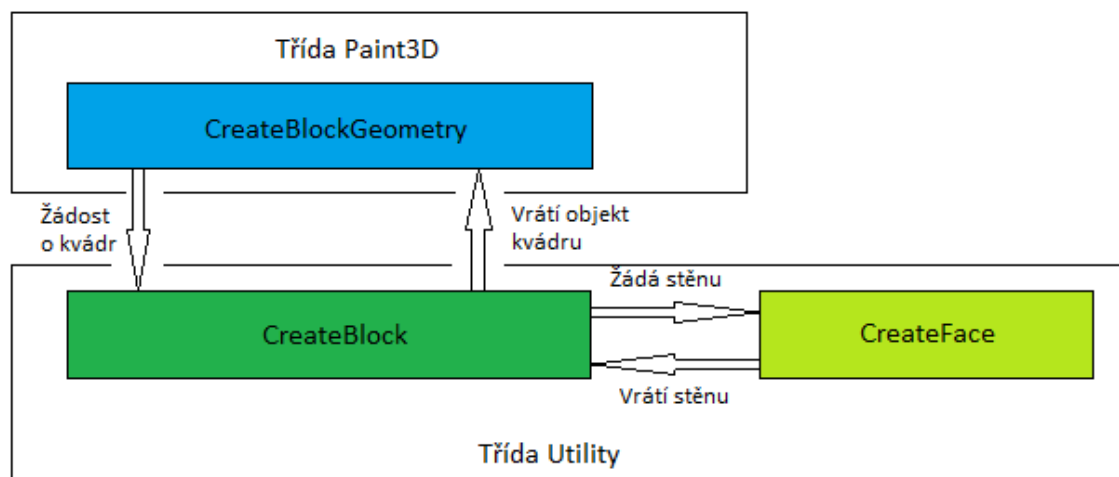 Třída Paint3D
CreateBlockGeometry
Žádost
o kvádr
Vrátí objekt
kvádru
Žádá stěnu
CreateBlock
CreateFace
Vrátí stěnu
Třída Utility